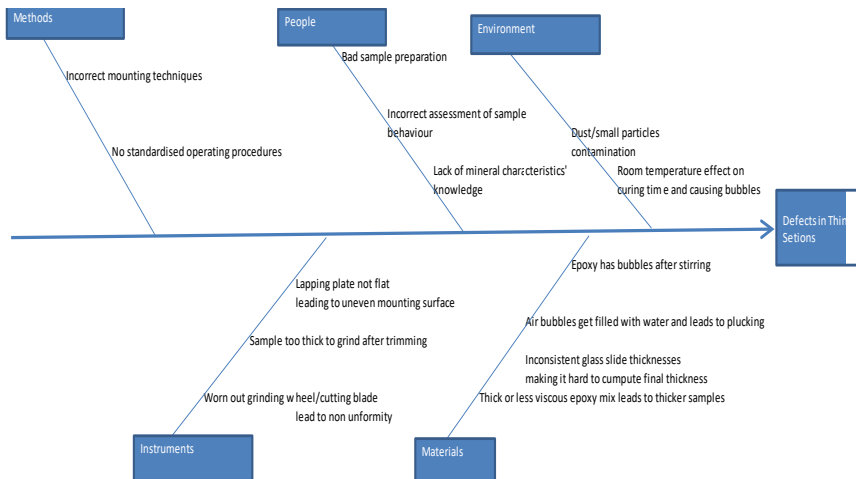 Methods
People
Environment
Bad sample preparation
Incorrect mounting techniques
Incorrect assessment of sample
behaviour
Dust/small particles
contamination
No standardised operating procedures
Lack of mineral characteristics'
knowledge
Room temperature effect on
curing time and causing bubbles
Defects in Thin
Setions
Epoxy has bubbles after stirring
Lapping plate not flat
leading to uneven mounting surface
Air bubbles get filled with water and leads to plucking
Sample too thick to grind after trimming
Inconsistent glass slide thicknesses
making it hard to cumpute final thickness
Worn out grinding wheel/cutting blade
lead to non unformity
Thick or less viscous epoxy mix leads to thicker samples
Instruments
Materials